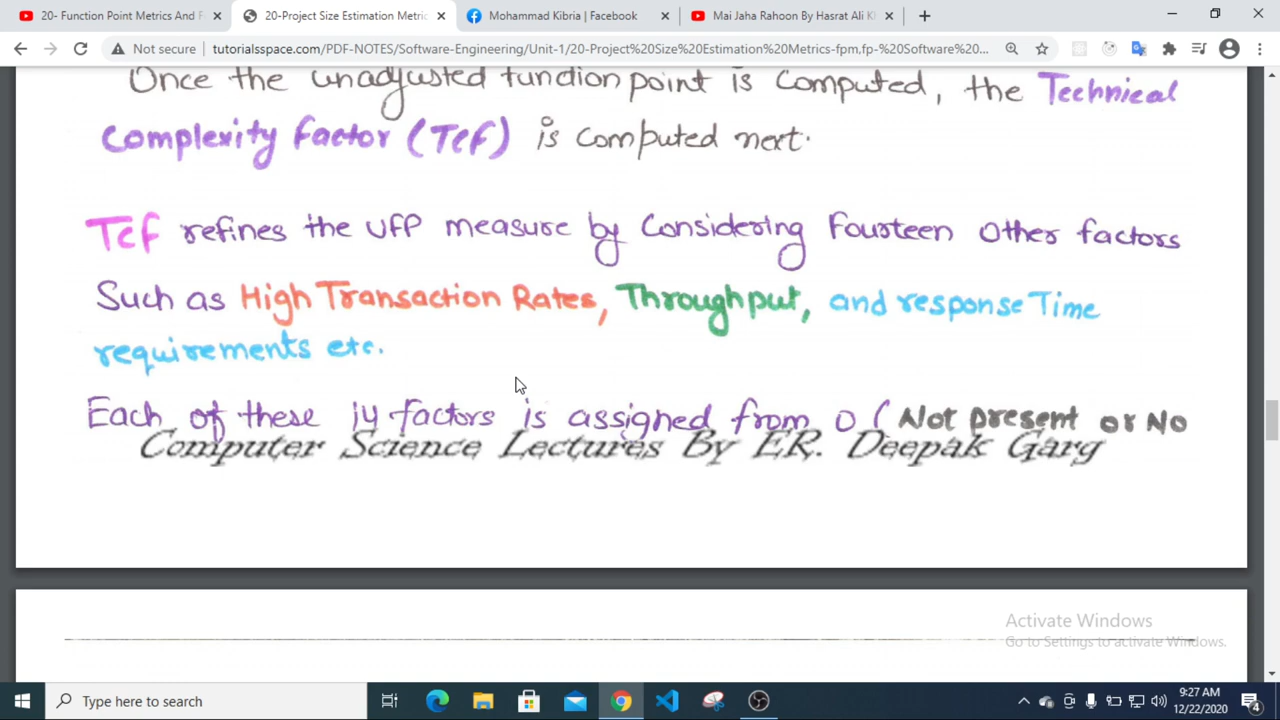 20- Function Point Metrics And F
20-Project Size Estimation Metric
Mohammad Kibria | Facebook
Mai Jaha Rahoon By Hasrat Ali Kh
Not secure | tutorialsspace.com/PDF-NOTES/Software-Engineering/Unit-1/20-Project%20Size%20Estimation%20Metrics-fpm,fp-%20Software%20...
Once the unadjusted function point is computed, the Technical
Complexity factor (Tcf) is computed next.
Tcf refines the UFP measure by Considering Fourteen Other factors
Such as High Transaction Rates, Throughput, and response Time
requirements etc.
Each of these 14 factors is assigned from 0 ( Not present or No
Computer Science Lectures By ER. Deepak Garg
Activate Windows
Go to Settings to activate Windows.
Type here to search
9:27 AM
12/22/2020
4